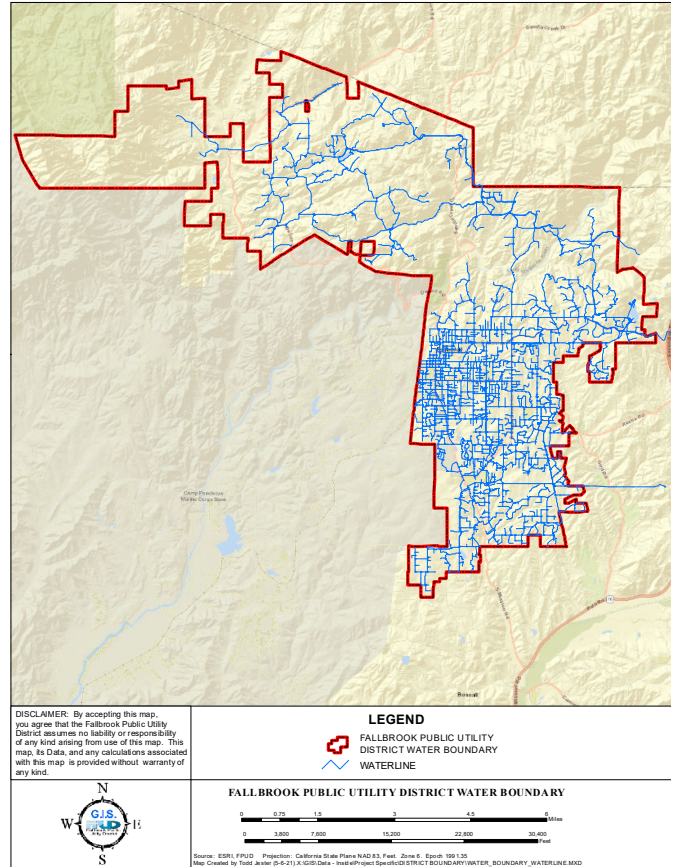 Camp Pendleton
Marine Corps Base
Bonsall
DISCLAIMER: By accepting this map,
you agree that the Fallbrook Public Utility
District assumes no liability or responsibility
of any kind arising from use of this map. This
map, its Data, and any calculations associated
with this map is provided without warranty of
any kind.
LEGEND
FALLBROOK PUBLIC UTILITY
DISTRICT WATER BOUNDARY
WATERLINE
N
W
E
S
G.I.S.
FALLBROOK PUBLIC UTILITY DISTRICT WATER BOUNDARY
0 0.75 1.5 3 4.5 6
Miles
0 3,800 7,600 15,200 22,800 30,400
Feet
Source: ESRI, FPUD Projection: California State Plane NAD 83, Feet. Zone 6. Epoch 1991.35
Map Created by Todd Jester (5-6-21) X:\GIS\Data - Inside\Project Specific\DISTRICT BOUNDARY\WATER_BOUNDARY_WATERLINE.MXD